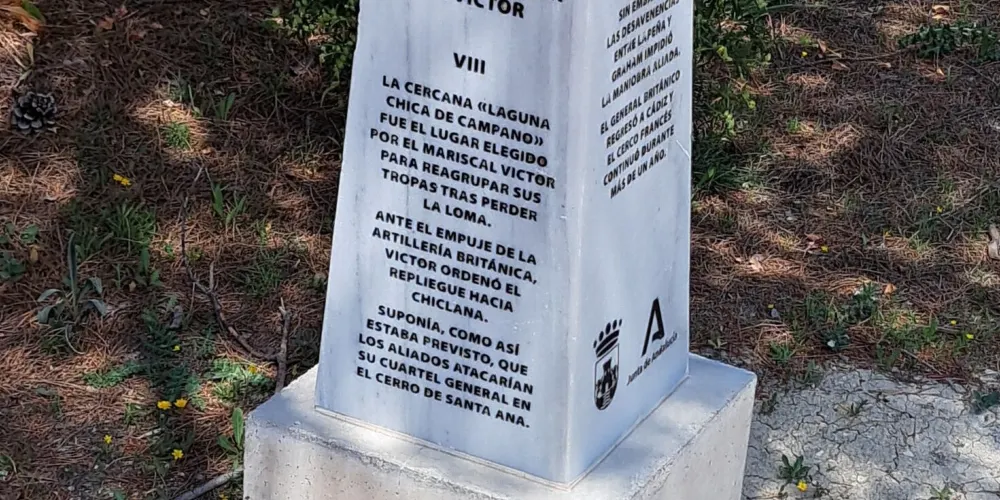 VICTOR
VIII
LA CERCANA «LAGUNA
CHICA DE CAMPANO»
FUE EL LUGAR ELEGIDO
POR EL MARISCAL VICTOR
PARA REAGRUPAR SUS
TROPAS TRAS PERDER
LA LOMA.
ANTE EL EMPUJE DE LA
ARTILLERÍA BRITÁNICA,
VICTOR ORDENÓ EL
REPLIEGUE HACIA
CHICLANA.
SUPONÍA, COMO ASÍ
ESTABA PREVISTO, QUE
LOS ALIADOS ATACARÍAN
SU CUARTEL GENERAL EN
EL CERRO DE SANTA ANA.
SIN
LAS DESAVENENCIAS
ENTRE LAPEÑA Y
GRAHAM IMPIDIÓ
LA MANIOBRA ALIADA.
EL GENERAL BRITÁNICO
REGRESÓ A CÁDIZ Y
EL CERCO FRANCÉS
CONTINUÓ DURANTE
MÁS DE UN AÑO.
Junta de Andalucía